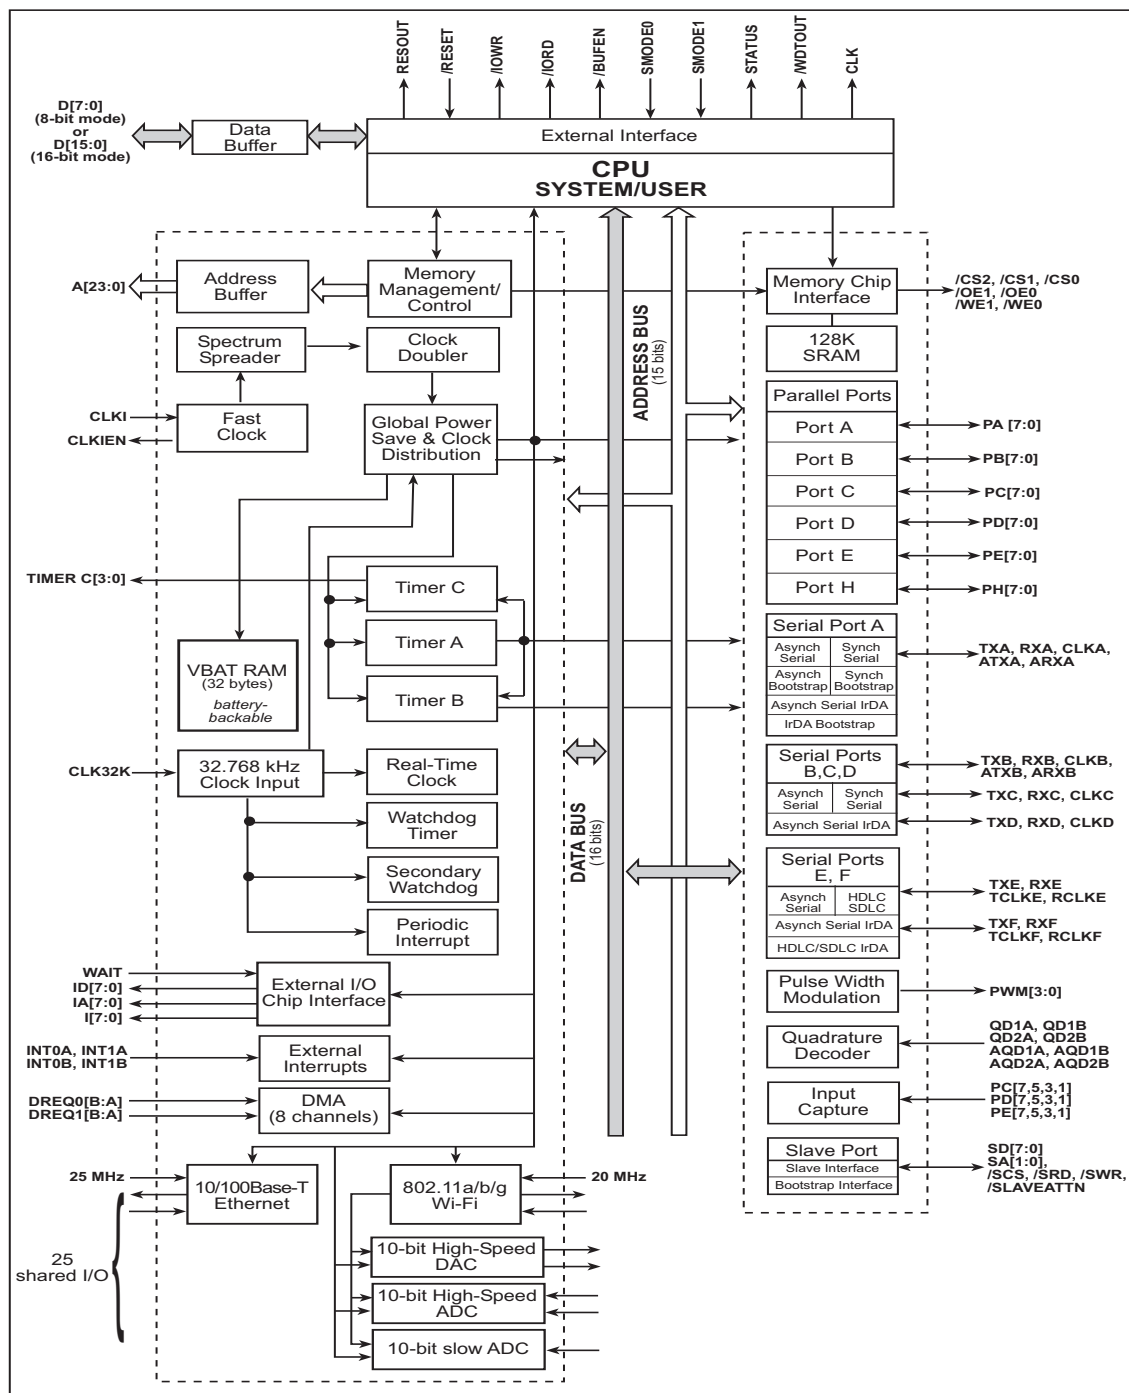 RESOUT
/RESET
/IOWR
/IORD
/BUFEN
SMODE0
SMODE1
STATUS
/WDTOUT
CLK
D[7:0]
(8-bit mode)
or
D[15:0]
(16-bit mode)
Data
Buffer
External Interface
CPU
SYSTEM/USER
A[23:0]
Address
Buffer
Memory
Management/
Control
Spectrum
Spreader
Clock
Doubler
CLKI
CLKIEN
Fast
Clock
Global Power
Save & Clock
Distribution
TIMER C[3:0]
Timer C
Timer A
Timer B
VBAT RAM
(32 bytes)
battery-
backable
CLK32K
32.768 kHz
Clock Input
Real-Time
Clock
Watchdog
Timer
Secondary
Watchdog
Periodic
Interrupt
WAIT
ID[7:0]
IA[7:0]
I[7:0]
External I/O
Chip Interface
INT0A, INT1A
INT0B, INT1B
External
Interrupts
DREQ0[B:A]
DREQ1[B:A]
DMA
(8 channels)
25 MHz
10/100Base-T
Ethernet
802.11a/b/g
Wi-Fi
20 MHz
25
shared I/O
10-bit High-Speed
DAC
10-bit High-Speed
ADC
10-bit slow ADC
ADDRESS BUS
(15 bits)
DATA BUS
(16 bits)
Memory Chip
Interface
/CS2, /CS1, /CS0
/OE1, /OE0
/WE1, /WE0
128K
SRAM
Parallel Ports
Port A
PA [7:0]
Port B
PB[7:0]
Port C
PC[7:0]
Port D
PD[7:0]
Port E
PE[7:0]
Port H
PH[7:0]
Serial Port A
Asynch
Serial
Synch
Serial
Asynch
Bootstrap
Synch
Bootstrap
Asynch Serial IrDA
IrDA Bootstrap
TXA, RXA, CLKA,
ATXA, ARXA
Serial Ports
B,C,D
Asynch
Serial
Synch
Serial
Asynch Serial IrDA
TXB, RXB, CLKB,
ATXB, ARXB
TXC, RXC, CLKC
TXD, RXD, CLKD
Serial Ports
E, F
Asynch
Serial
HDLC
SDLC
Asynch Serial IrDA
HDLC/SDLC IrDA
TXE, RXE
TCLKE, RCLKE
TXF, RXF
TCLKF, RCLKF
Pulse Width
Modulation
PWM[3:0]
Quadrature
Decoder
QD1A, QD1B
QD2A, QD2B
AQD1A, AQD1B
AQD2A, AQD2B
Input
Capture
PC[7,5,3,1]
PD[7,5,3,1]
PE[7,5,3,1]
Slave Port
Slave Interface
Bootstrap Interface
SD[7:0]
SA[1:0],
/SCS, /SRD, /SWR,
/SLAVEATTN